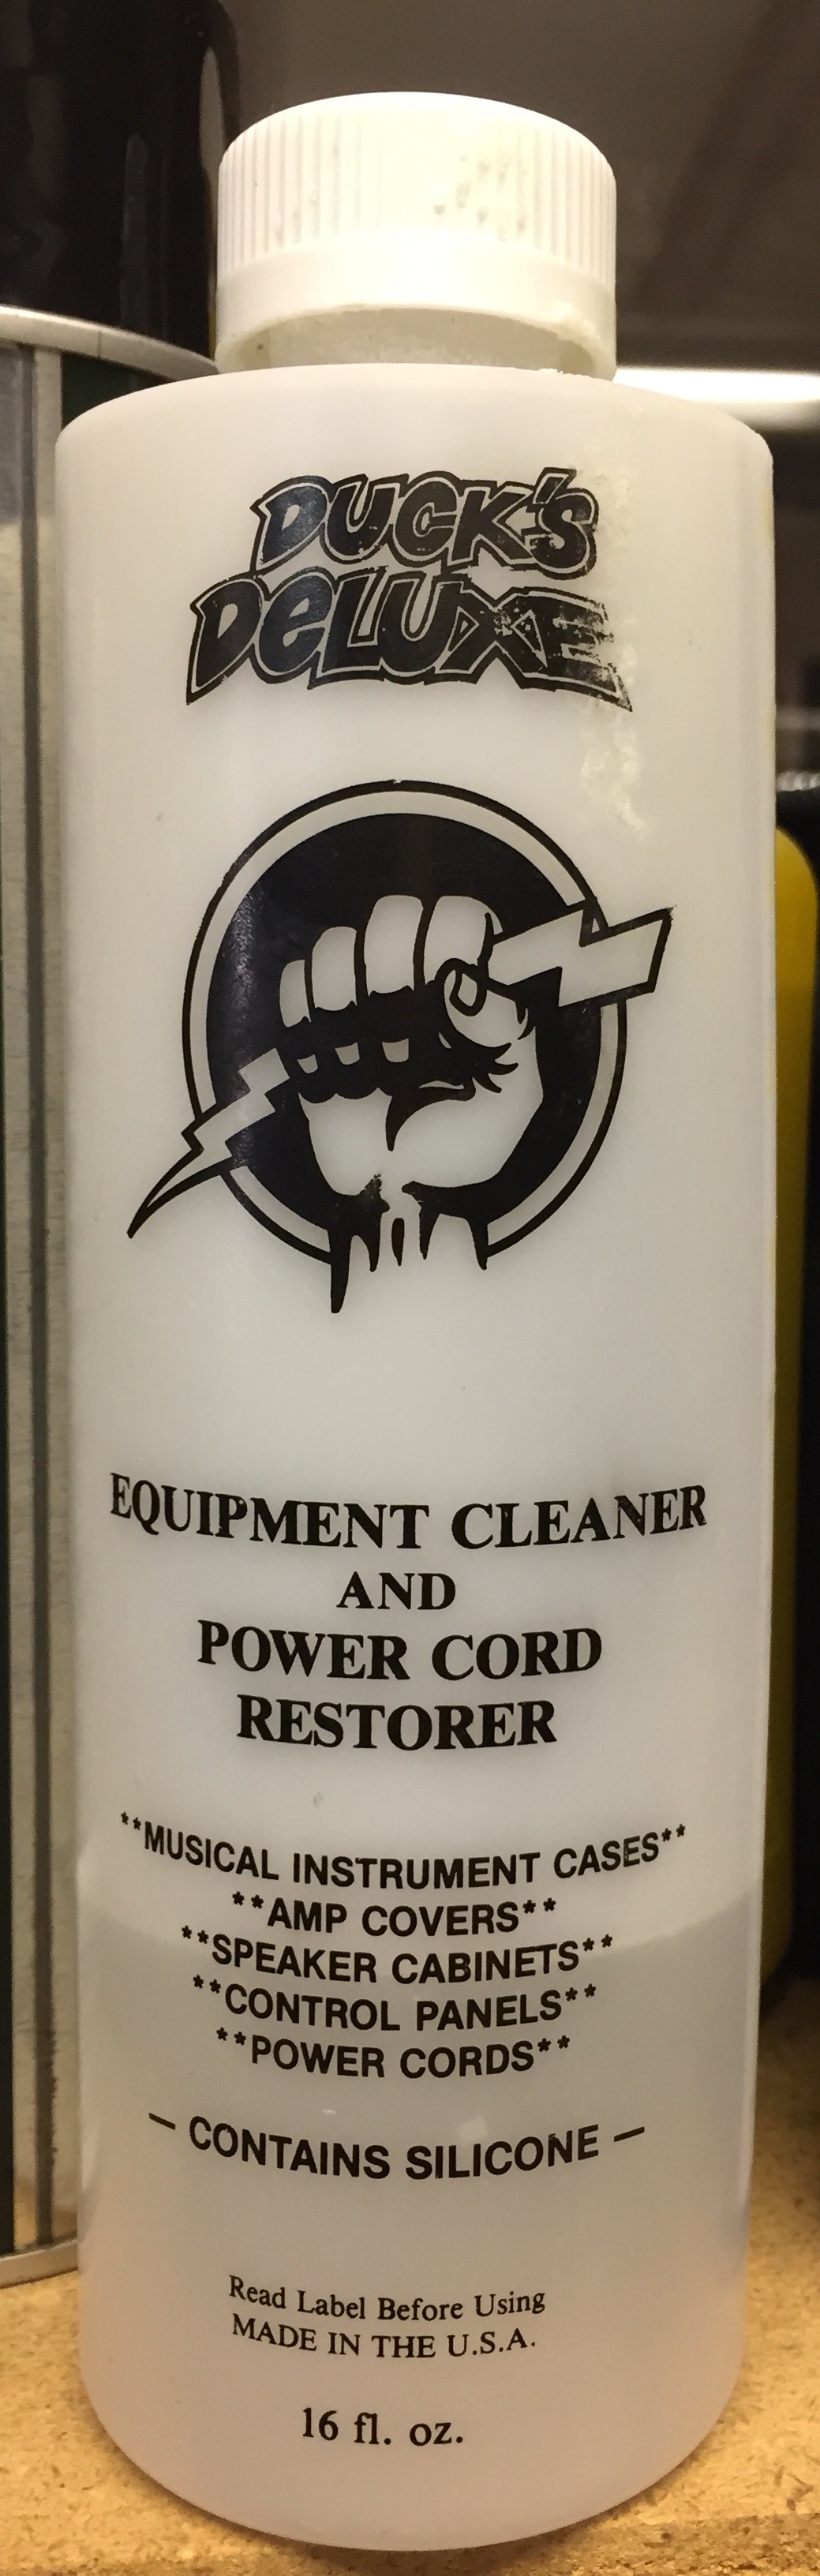 DUCK'S
DELUXE
EQUIPMENT CLEANER
AND
POWER CORD
RESTORER
**MUSICAL INSTRUMENT CASES**
**AMP COVERS**
**SPEAKER CABINETS**
**CONTROL PANELS**
**POWER CORDS**
— CONTAINS SILICONE —
Read Label Before Using
MADE IN THE U.S.A.
16 fl. oz.